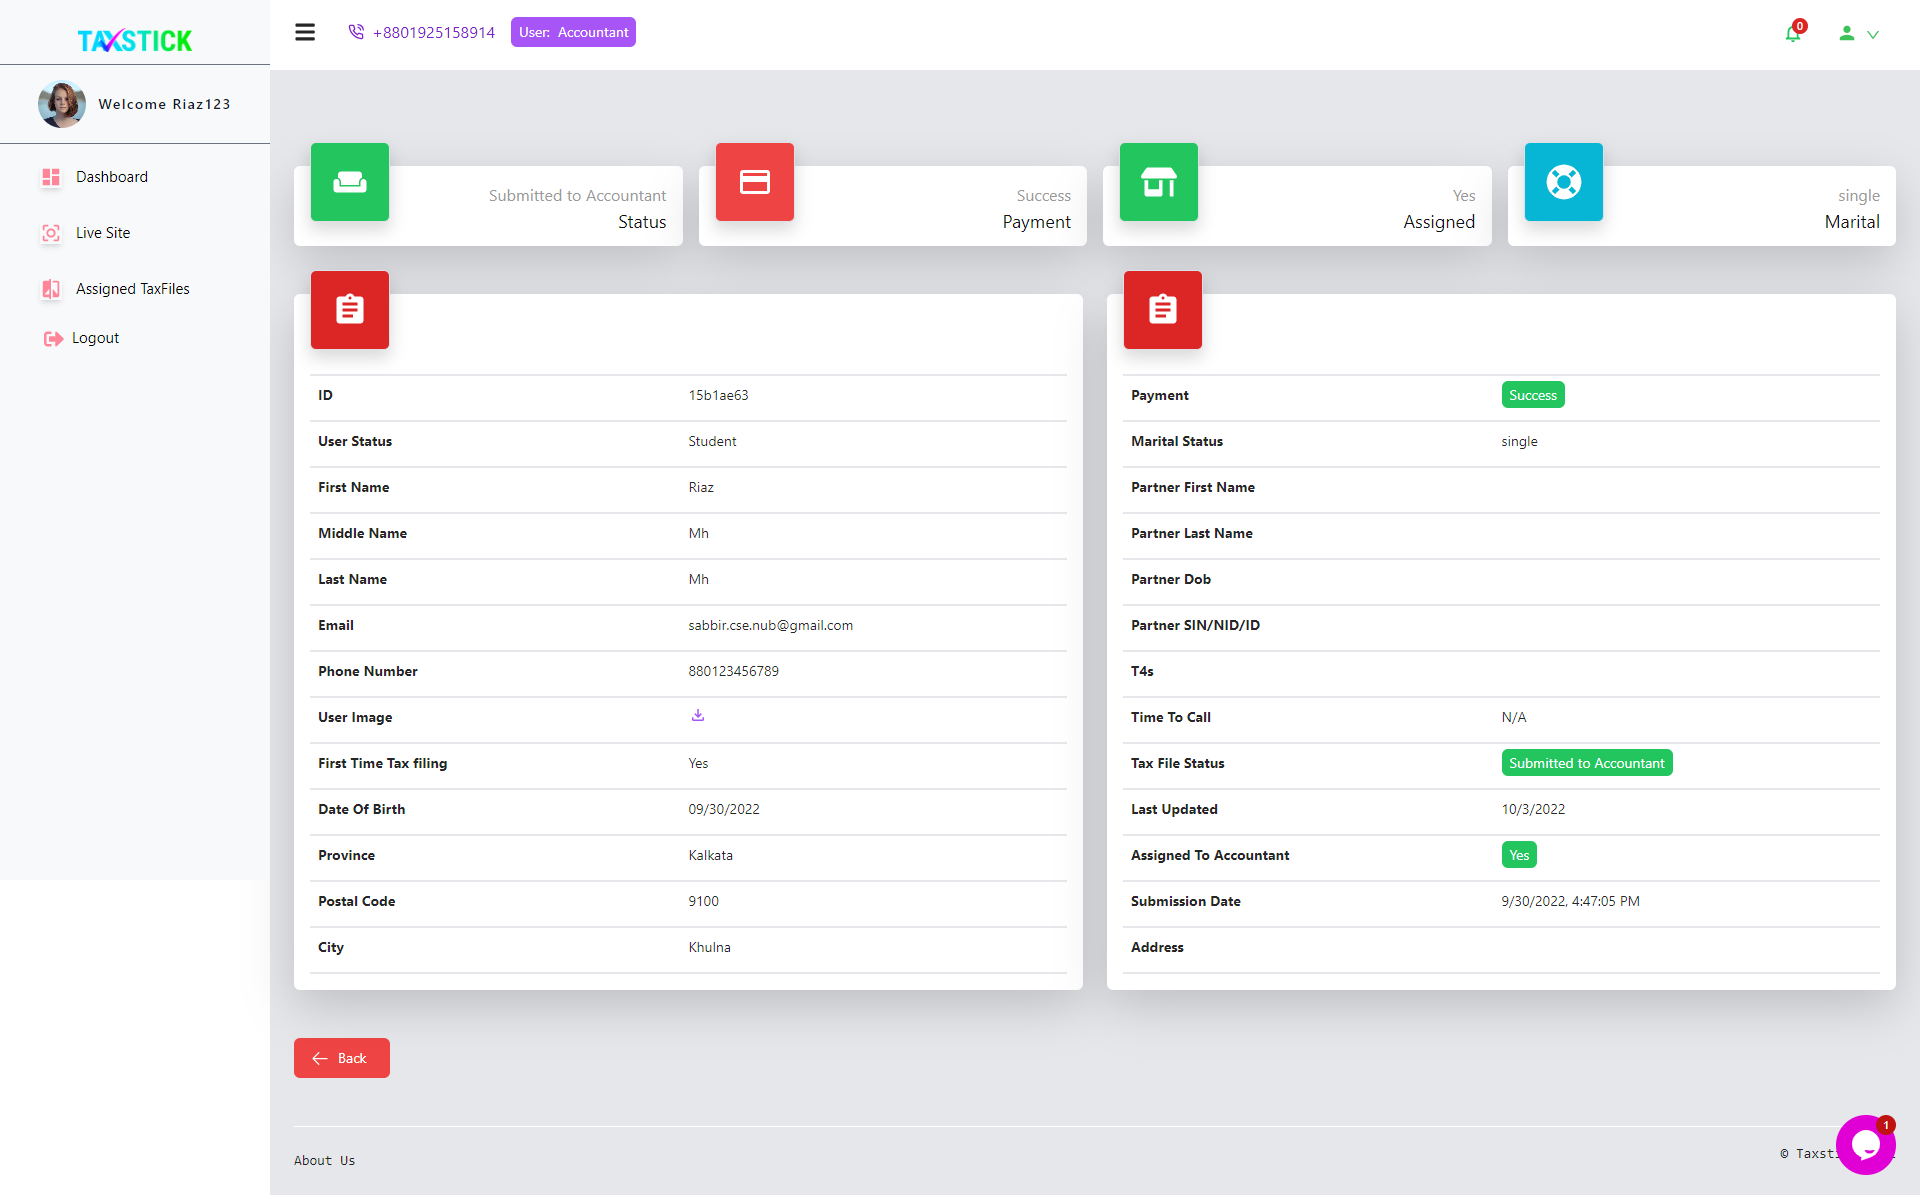 TAXSTICK
+8801925158914
User: Accountant
0
Welcome Riaz123
Dashboard
Live Site
Assigned TaxFiles
Logout
Submitted to Accountant
Status
Success
Payment
Yes
Assigned
single
Marital
ID 15b1ae63
User Status Student
First Name Riaz
Middle Name Mh
Last Name Mh
Email sabbir.cse.nub@gmail.com
Phone Number 880123456789
User Image
First Time Tax filing Yes
Date Of Birth 09/30/2022
Province Kalkata
Postal Code 9100
City Khulna
Payment Success
Marital Status single
Partner First Name
Partner Last Name
Partner Dob
Partner SIN/NID/ID
T4s
Time To Call N/A
Tax File Status Submitted to Accountant
Last Updated 10/3/2022
Assigned To Accountant Yes
Submission Date 9/30/2022, 4:47:05 PM
Address
Back
About Us
©
1